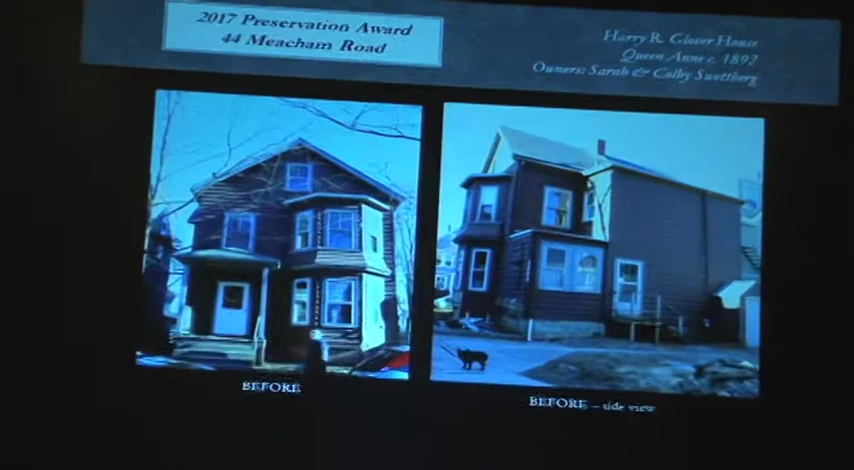 2017 Preservation Award
44 Meacham Road
Harry R. Glover House
Queen Anne c. 1892
Owners: Sarah & Colby Swettberg
BEFORE
BEFORE – side view